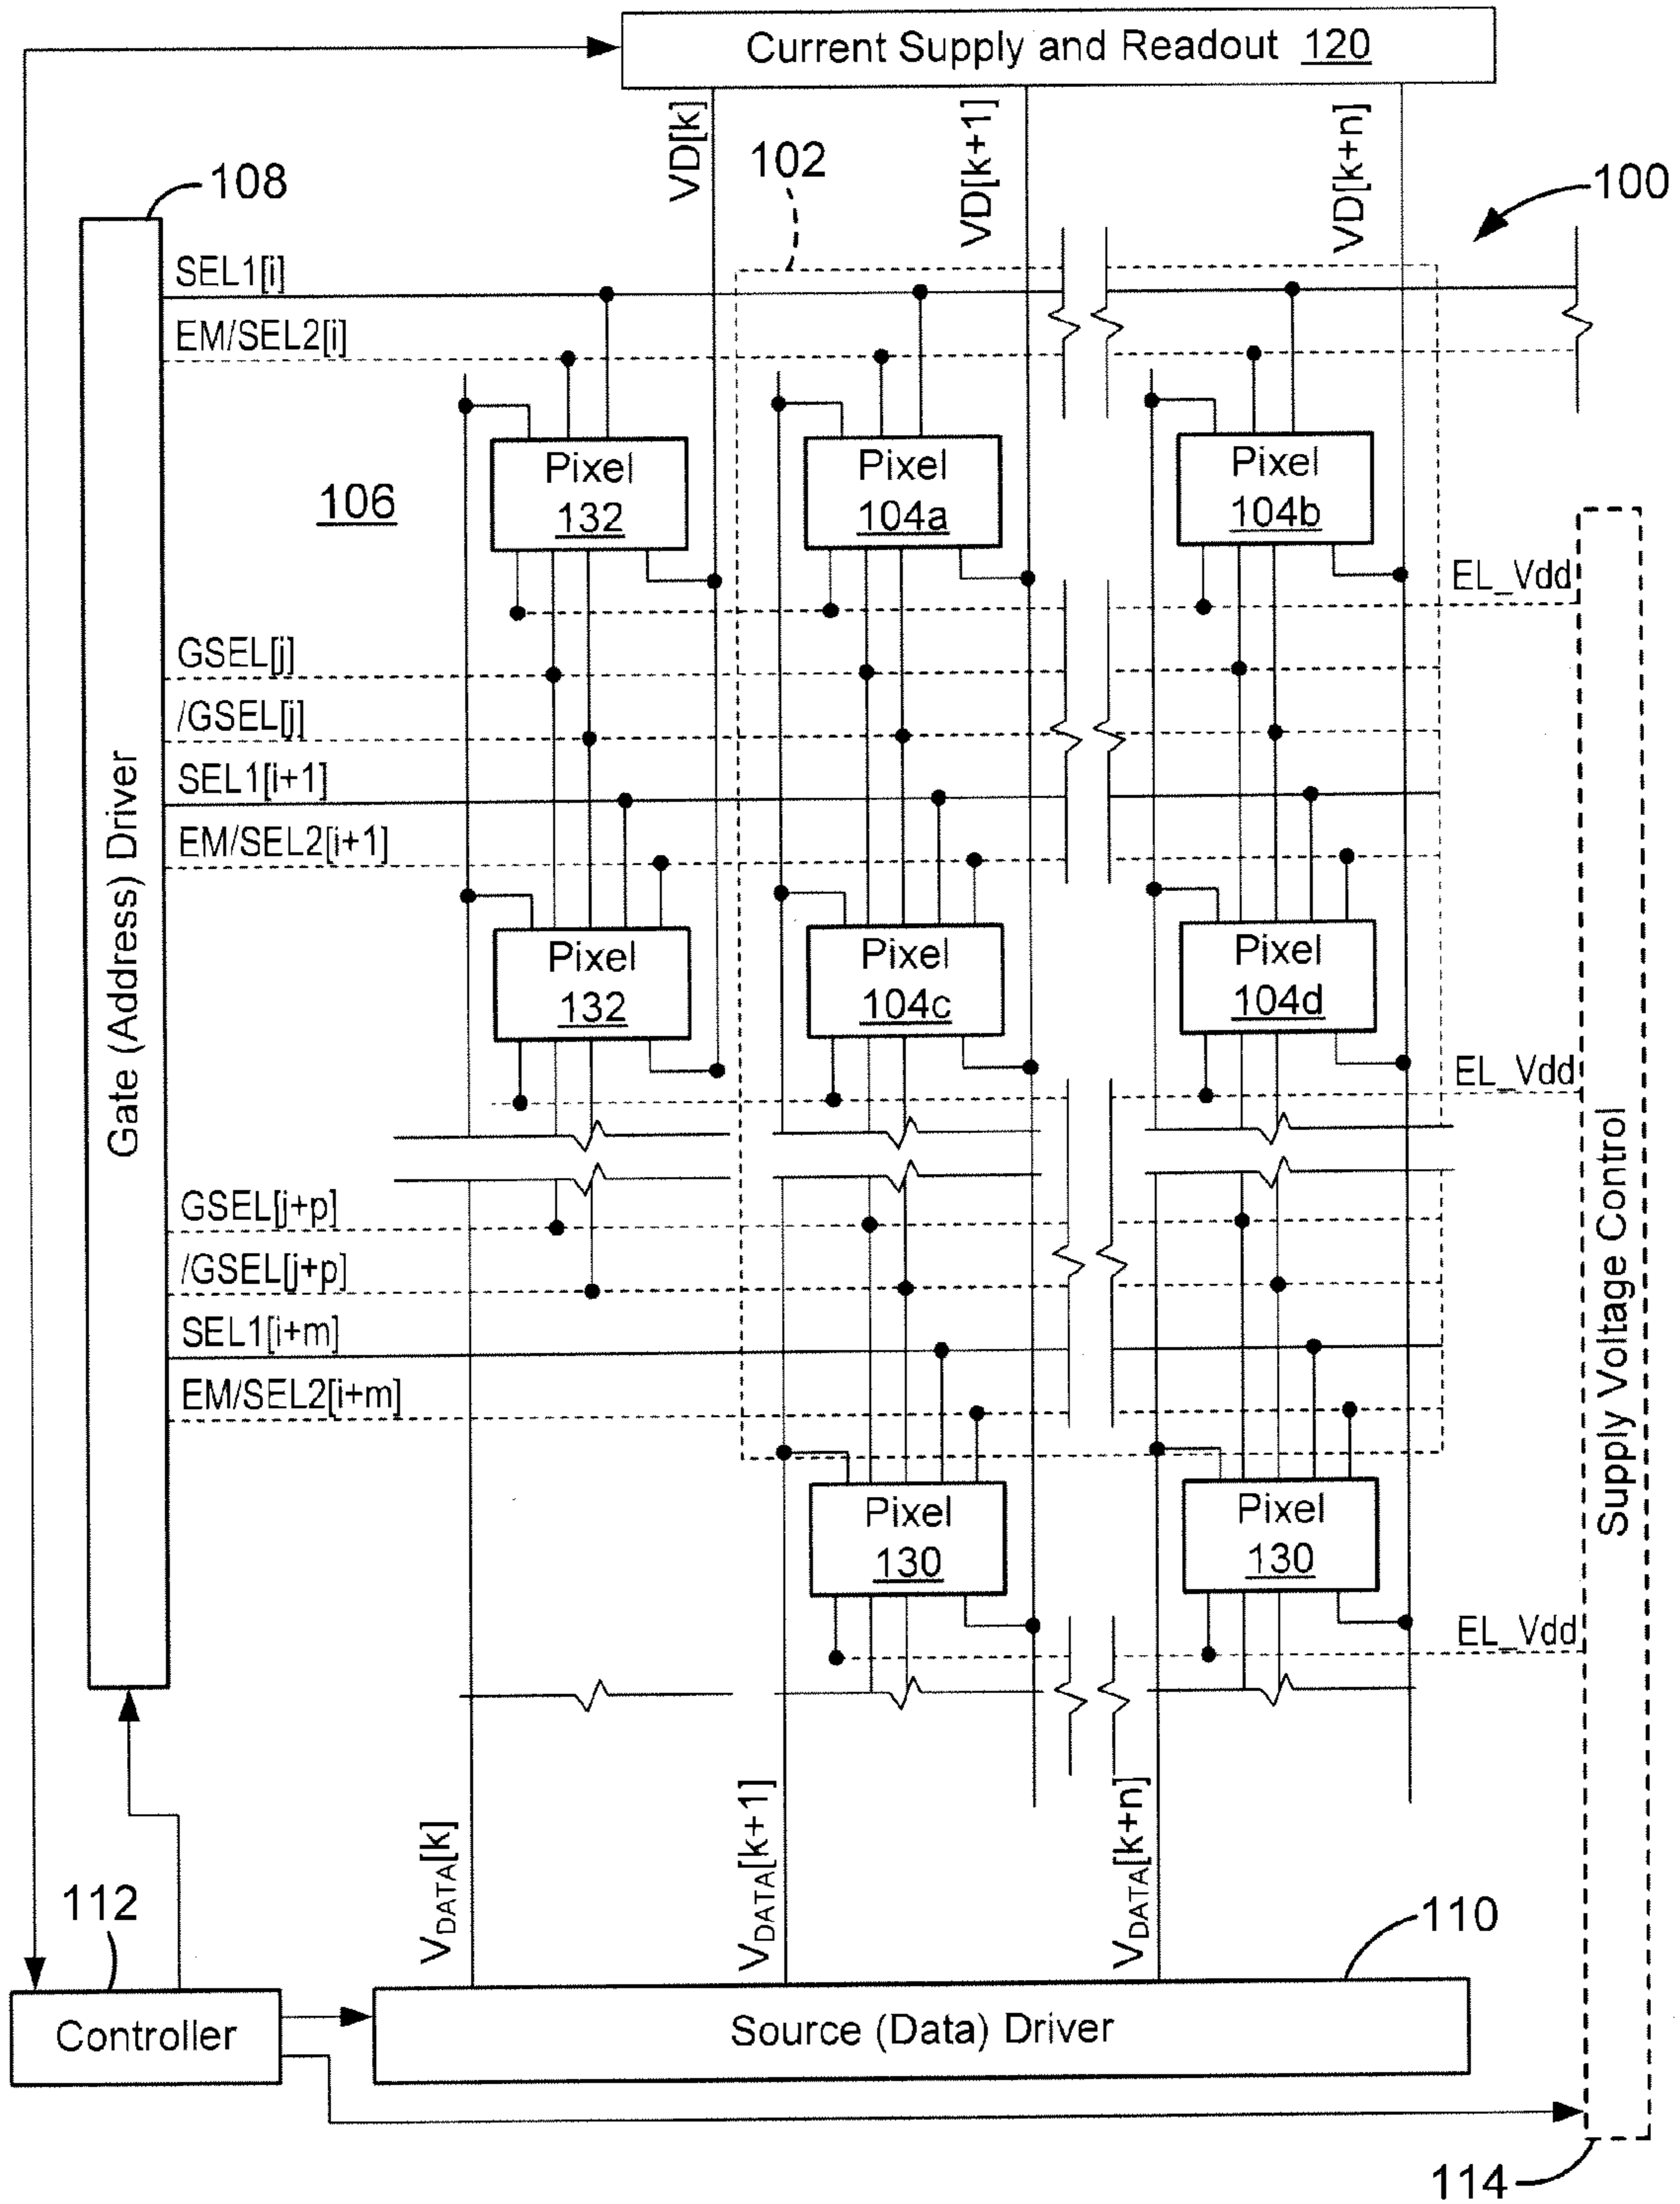 Current Supply and Readout 120
VD[k]
VD[k+1]
VD[k+n]
102
100
108
SEL1[i]
EM/SEL2[i]
Pixel
132
Pixel
104a
Pixel
104b
106
EL_Vdd
GSEL[j]
/GSEL[j]
SEL1[i+1]
EM/SEL2[i+1]
Gate (Address) Driver
Pixel
132
Pixel
104c
Pixel
104d
EL_Vdd
Supply Voltage Control
GSEL[j+p]
/GSEL[j+p]
SEL1[i+m]
EM/SEL2[i+m]
Pixel
130
Pixel
130
EL_Vdd
VDATA[k]
VDATA[k+1]
VDATA[k+n]
112
110
Controller
Source (Data) Driver
114